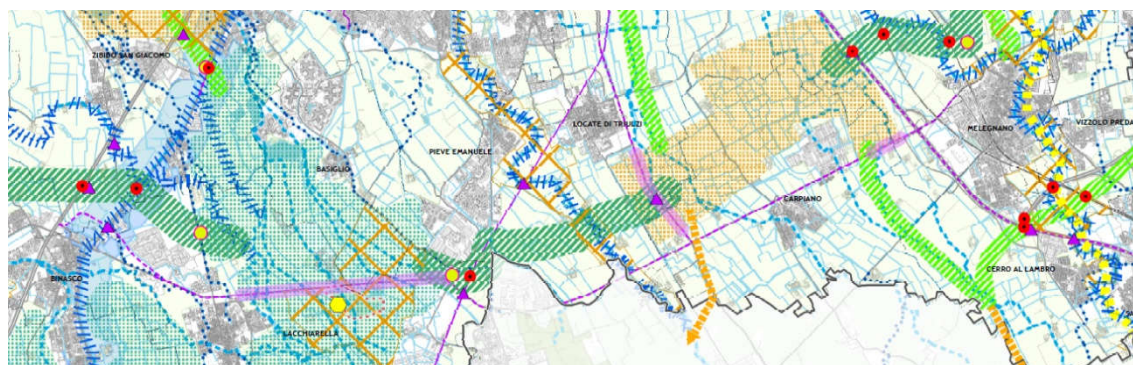 ZIBIDO SAN GIACOMO
BASIGLIO
PIEVE EMANUELE
LOCATE DI TRIULZI
MELEGNANO
VIZZOLO PREDA
CARPIANO
BINASCO
LACCHIARELLA
CERRO AL LAMBRO